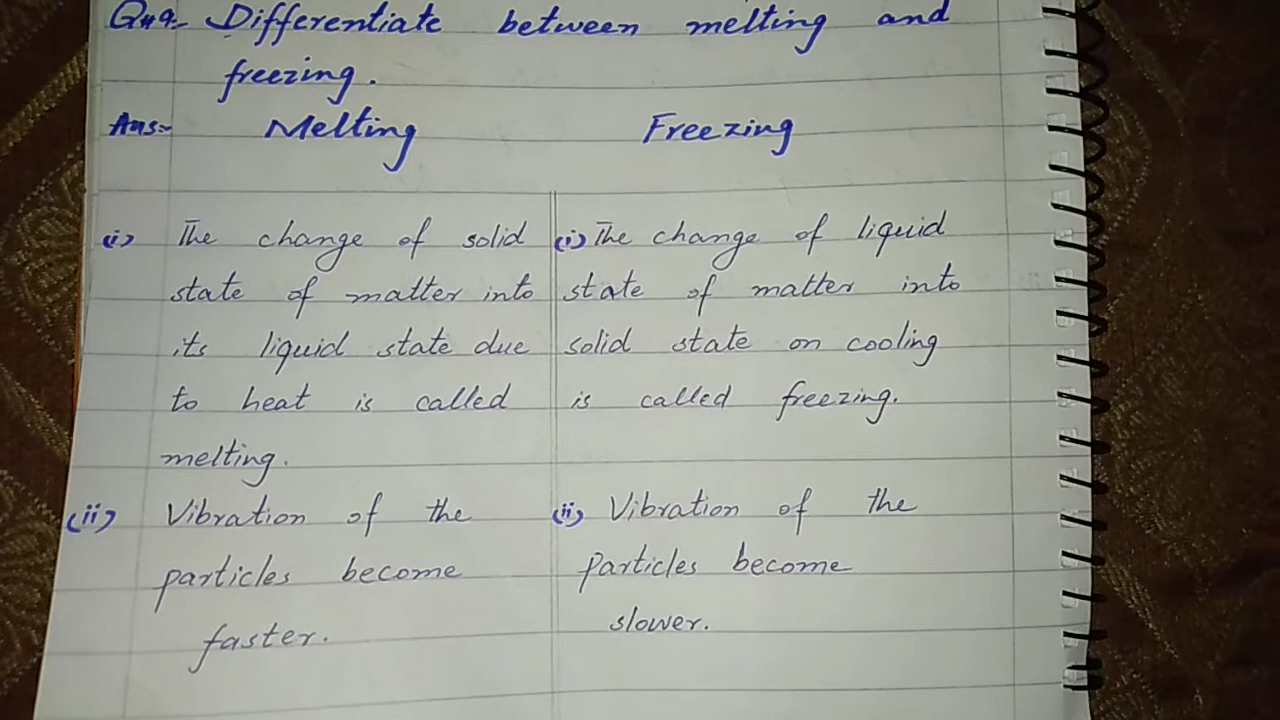 Qu9:- Differentiate between melting and
freezing.
Ans:- Melting Freezing
(i) The change of solid
state of matter into
its liquid state due
to heat is called
melting.
(ii) Vibration of the
particles become
faster.
(i) The change of liquid
state of matter into
solid state on cooling
is called freezing.
(ii) Vibration of the
particles become
slower.